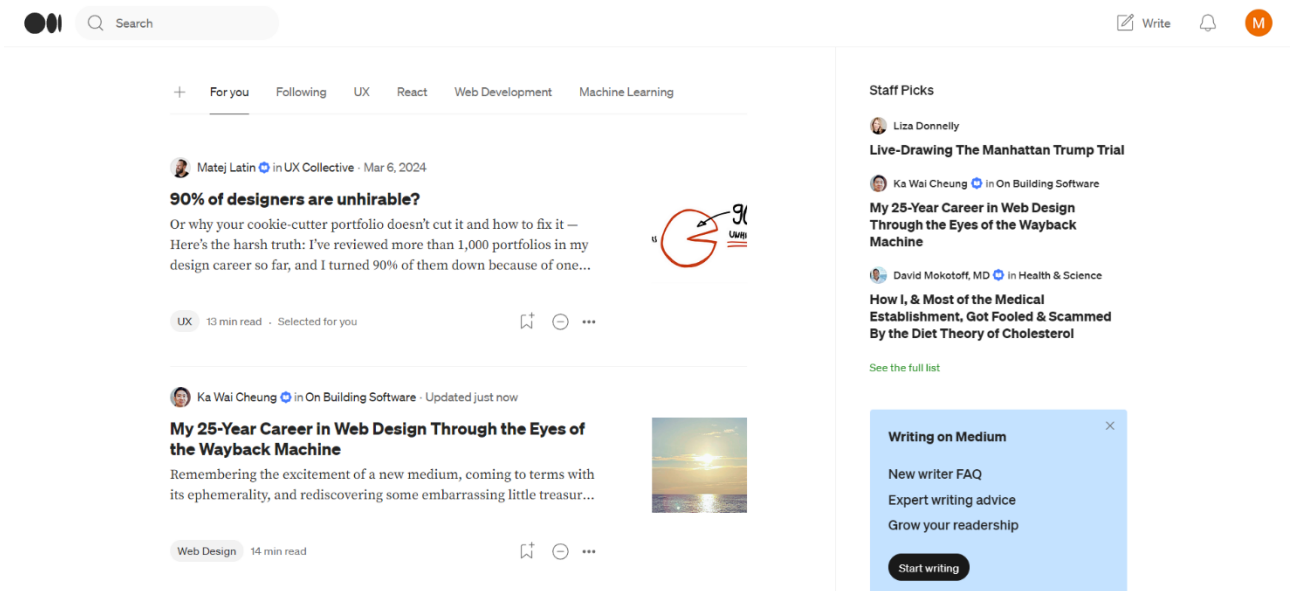 Search
Write
M
For you Following UX React Web Development Machine Learning
Matej Latin in UX Collective · Mar 6, 2024
90% of designers are unhirable?
Or why your cookie-cutter portfolio doesn't cut it and how to fix it —
Here's the harsh truth: I've reviewed more than 1,000 portfolios in my
design career so far, and I turned 90% of them down because of one...
UX 13 min read · Selected for you
Ka Wai Cheung in On Building Software · Updated just now
My 25-Year Career in Web Design Through the Eyes of
the Wayback Machine
Remembering the excitement of a new medium, coming to terms with
its ephemerality, and rediscovering some embarrassing little treasur...
Web Design 14 min read
Staff Picks
Liza Donnelly
Live-Drawing The Manhattan Trump Trial
Ka Wai Cheung in On Building Software
My 25-Year Career in Web Design
Through the Eyes of the Wayback
Machine
David Mokotoff, MD in Health & Science
How I, & Most of the Medical
Establishment, Got Fooled & Scammed
By the Diet Theory of Cholesterol
See the full list
Writing on Medium
New writer FAQ
Expert writing advice
Grow your readership
Start writing